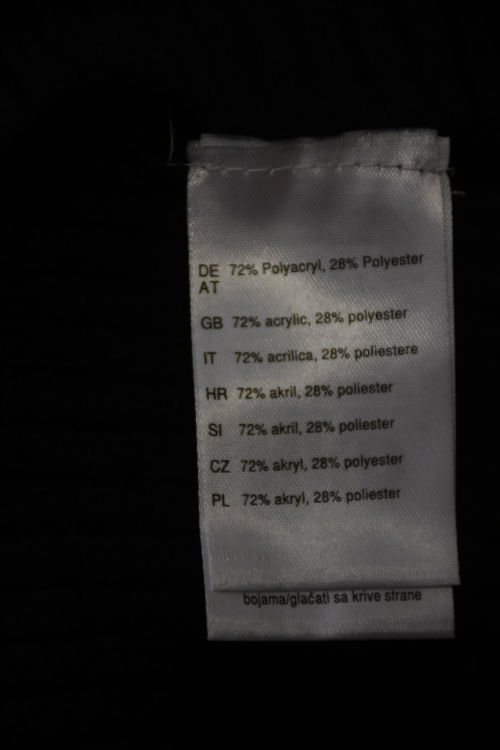 DE 72% Polyacryl, 28% Polyester
AT
GB 72% acrylic, 28% polyester
IT 72% acrilica, 28% poliestere
HR 72% akril, 28% poliester
SI 72% akril, 28% poliester
CZ 72% akryl, 28% polyester
PL 72% akryl, 28% poliester
bojama/glačati sa krive strane